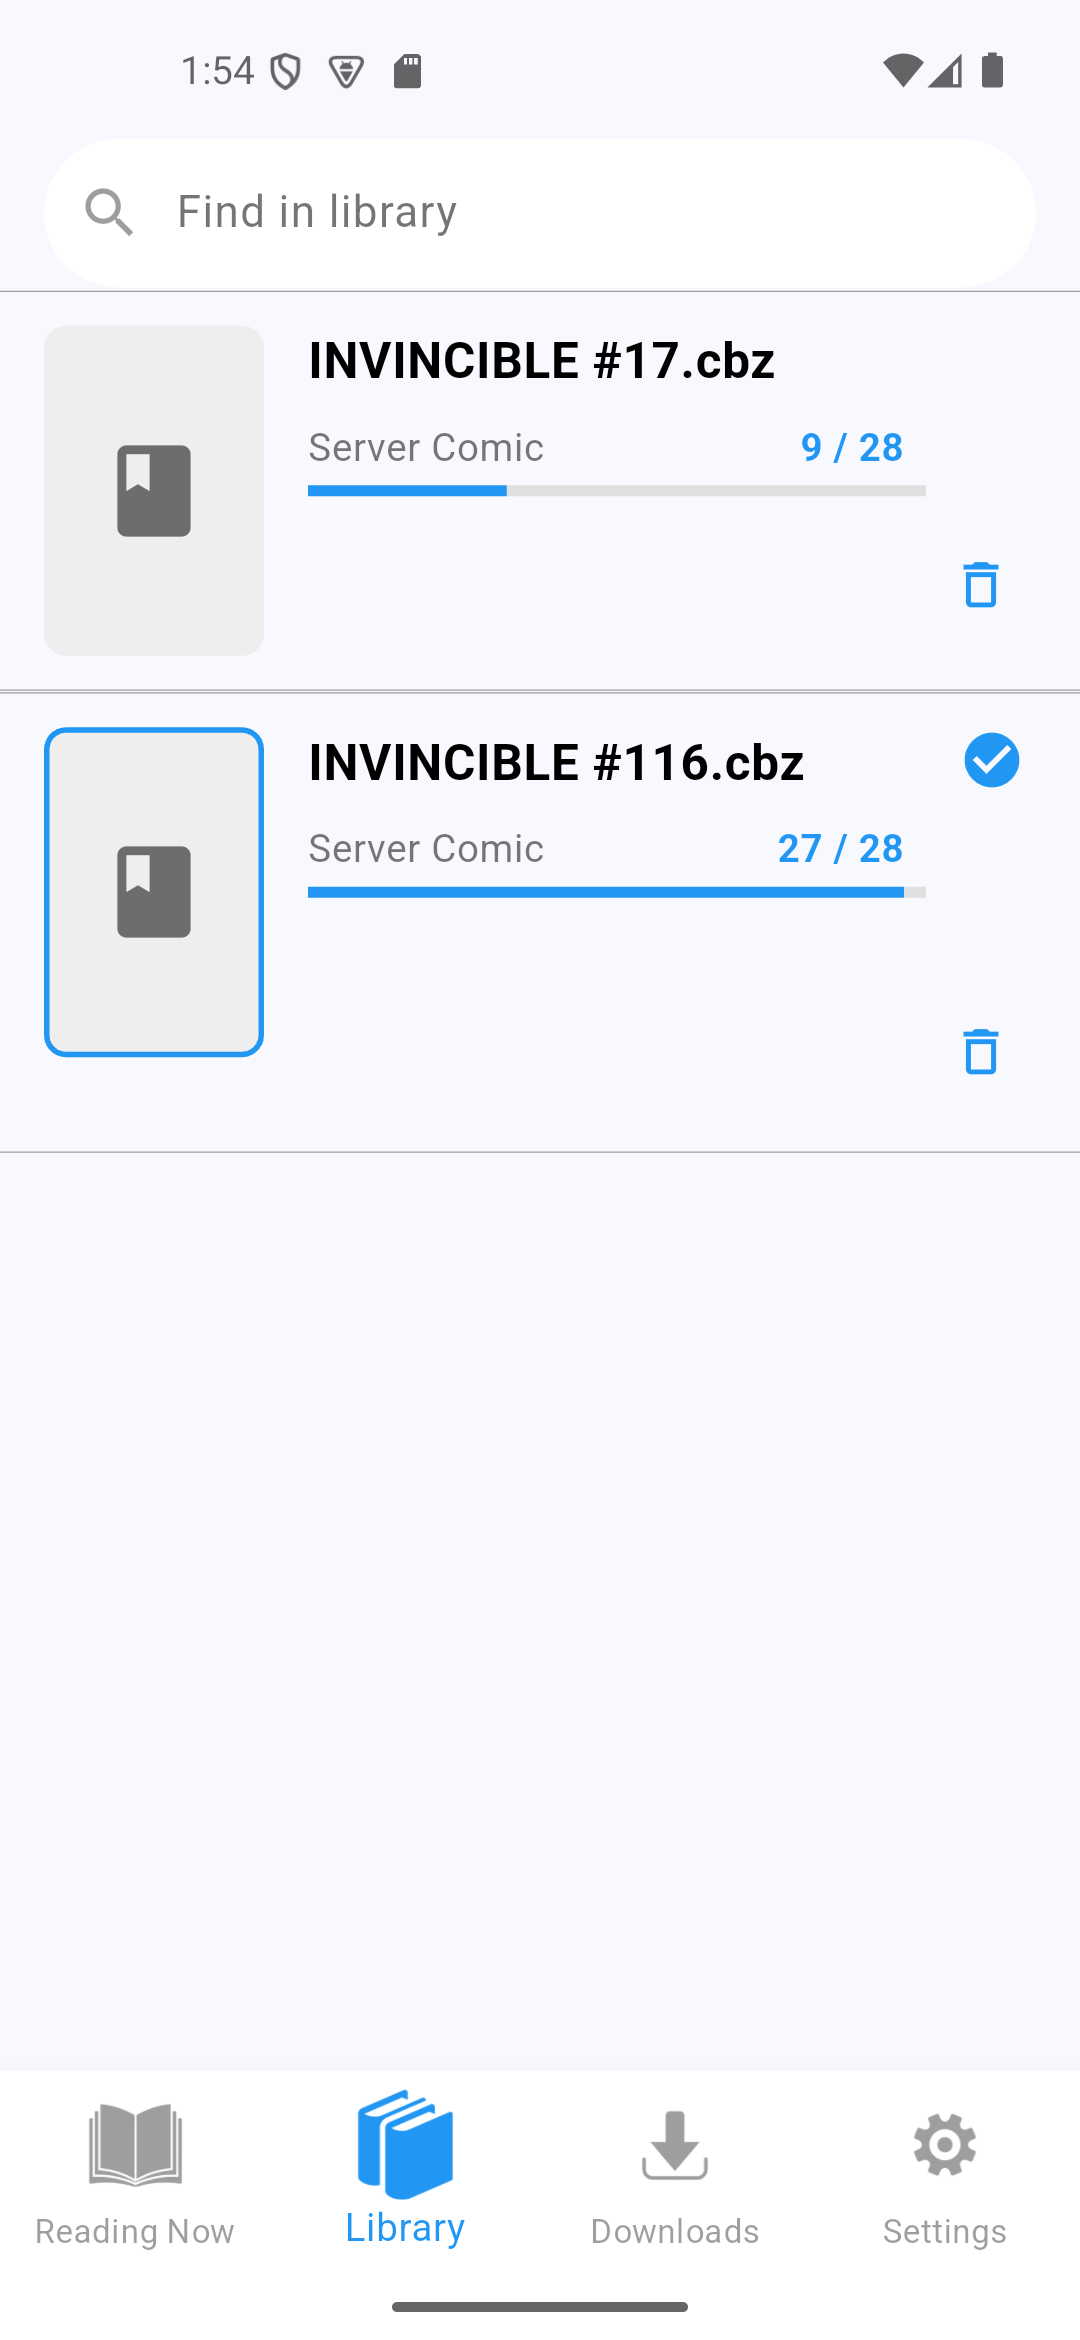 1:54
Find in library
INVINCIBLE #17.cbz
Server Comic 9 / 28
INVINCIBLE #116.cbz
Server Comic 27 / 28
Reading Now Library Downloads Settings